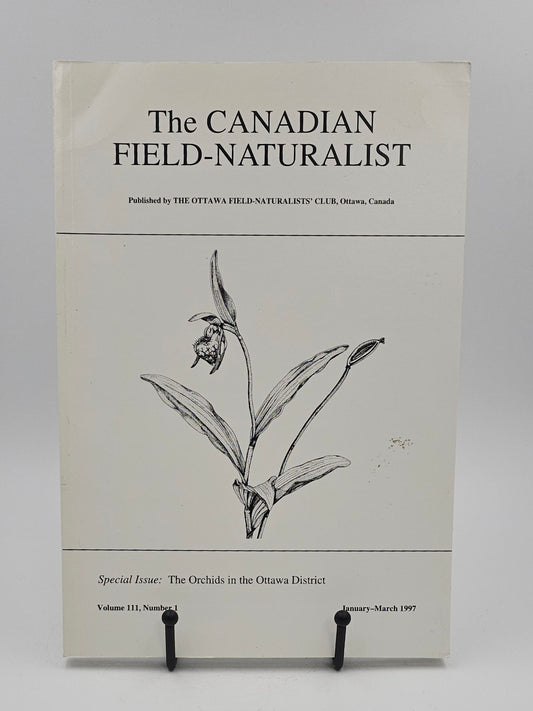 The CANADIAN
FIELD-NATURALIST
Published by THE OTTAWA FIELD-NATURALISTS' CLUB, Ottawa, Canada
Special Issue: The Orchids in the Ottawa District
Volume 111, Number 1
January–March 1997